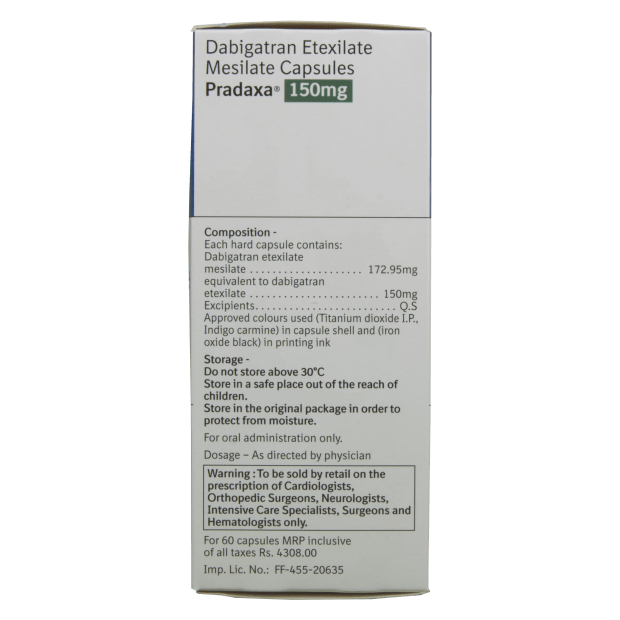 Dabigatran Etexilate
Mesilate Capsules
Pradaxa® 150mg
Composition -
Each hard capsule contains:
Dabigatran etexilate
mesilate .................... 172.95mg
equivalent to dabigatran
etexilate ....................... 150mg
Excipients......................... Q.S
Approved colours used (Titanium dioxide I.P.,
Indigo carmine) in capsule shell and (iron
oxide black) in printing ink
Storage -
Do not store above 30°C
Store in a safe place out of the reach of
children.
Store in the original package in order to
protect from moisture.
For oral administration only.
Dosage – As directed by physician
Warning : To be sold by retail on the
prescription of Cardiologists,
Orthopedic Surgeons, Neurologists,
Intensive Care Specialists, Surgeons and
Hematologists only.
For 60 capsules MRP inclusive
of all taxes Rs. 4308.00
Imp. Lic. No.: FF-455-20635